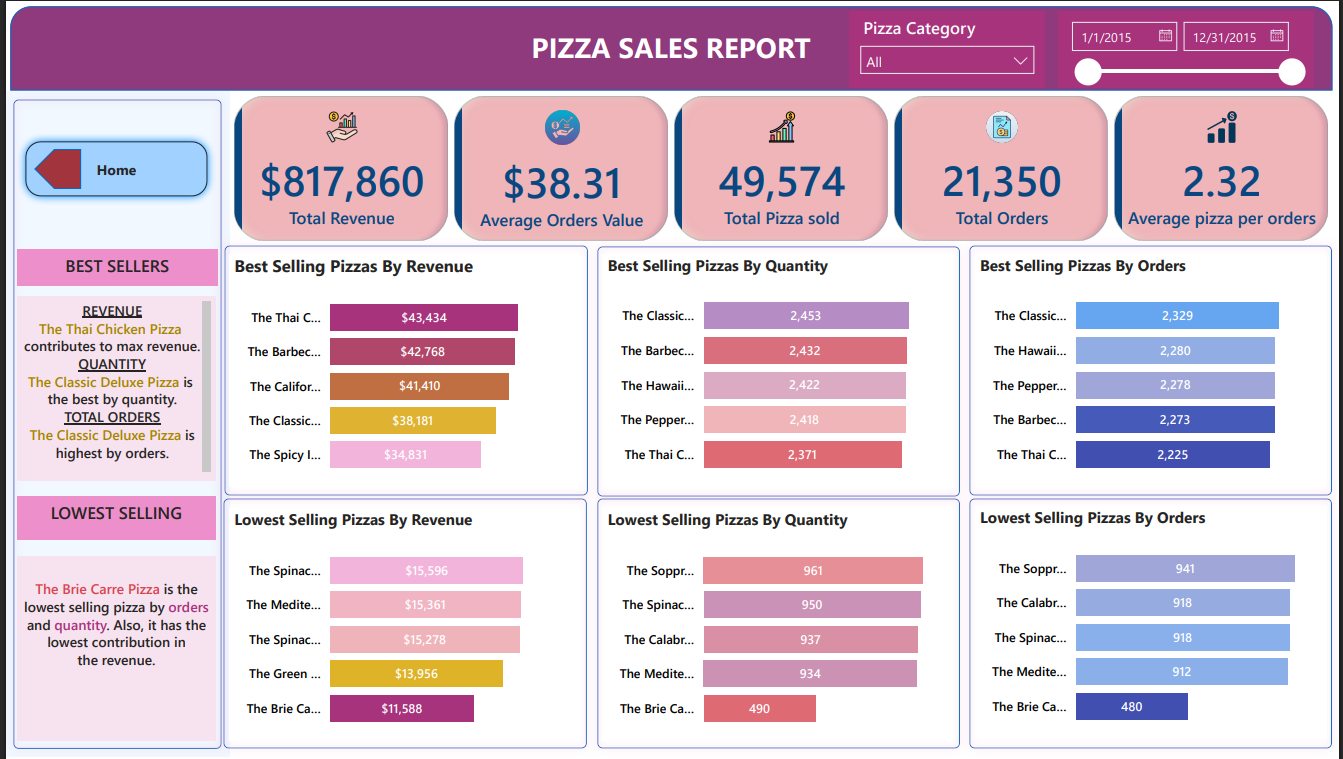 PIZZA SALES REPORT
Pizza Category
All
1/1/2015
12/31/2015
Home
$817,860
Total Revenue
$38.31
Average Orders Value
49,574
Total Pizza sold
21,350
Total Orders
2.32
Average pizza per orders
BEST SELLERS
REVENUE
The Thai Chicken Pizza
contributes to max revenue.
QUANTITY
The Classic Deluxe Pizza is
the best by quantity.
TOTAL ORDERS
The Classic Deluxe Pizza is
highest by orders.
Best Selling Pizzas By Revenue
The Thai C... $43,434
The Barbec... $42,768
The Califor... $41,410
The Classic... $38,181
The Spicy I... $34,831
Best Selling Pizzas By Quantity
The Classic... 2,453
The Barbec... 2,432
The Hawaii... 2,422
The Pepper... 2,418
The Thai C... 2,371
Best Selling Pizzas By Orders
The Classic... 2,329
The Hawaii... 2,280
The Pepper... 2,278
The Barbec... 2,273
The Thai C... 2,225
LOWEST SELLING
The Brie Carre Pizza is the
lowest selling pizza by orders
and quantity. Also, it has the
lowest contribution in
the revenue.
Lowest Selling Pizzas By Revenue
The Spinac... $15,596
The Medite... $15,361
The Spinac... $15,278
The Green ... $13,956
The Brie Ca... $11,588
Lowest Selling Pizzas By Quantity
The Soppr... 961
The Spinac... 950
The Calabr... 937
The Medite... 934
The Brie Ca... 490
Lowest Selling Pizzas By Orders
The Soppr... 941
The Calabr... 918
The Spinac... 918
The Medite... 912
The Brie Ca... 480